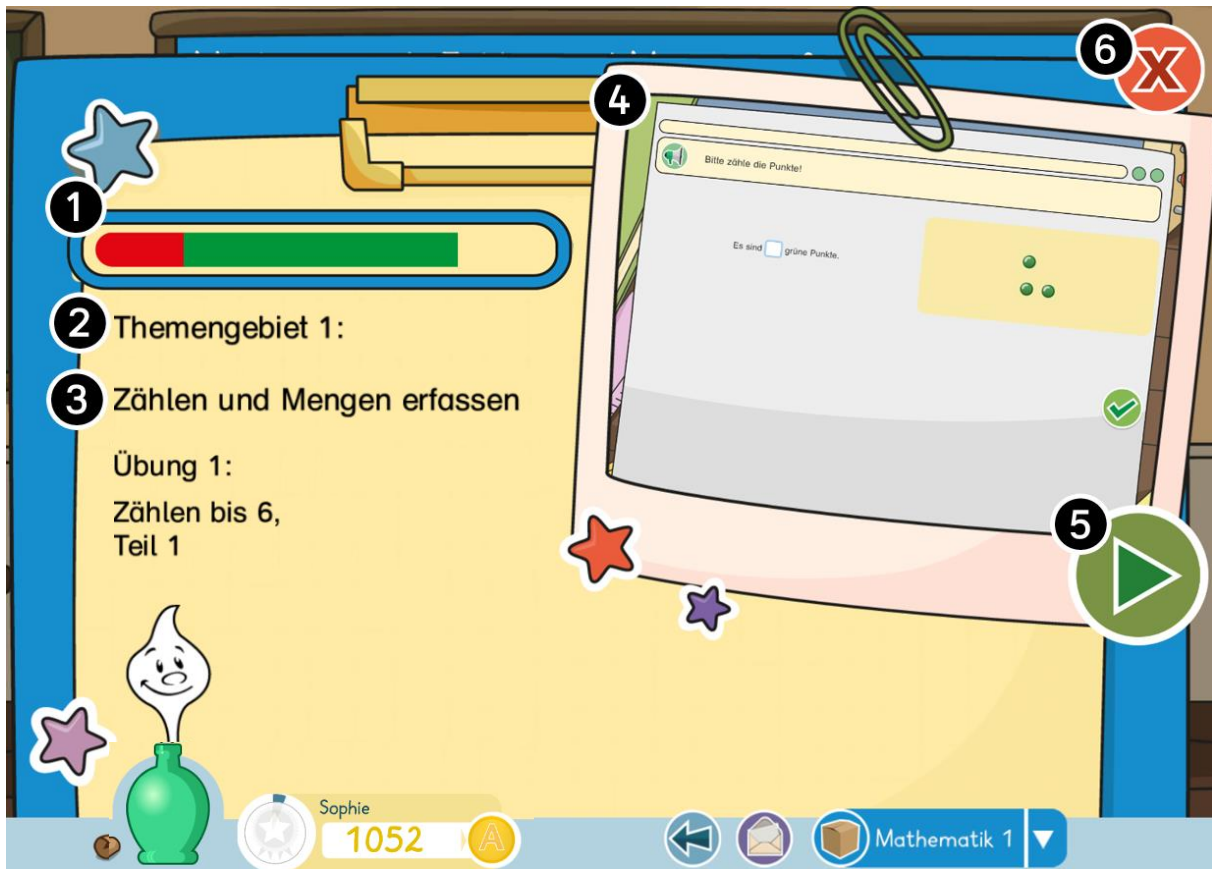 6
X
4
Bitte zähle die Punkte!
1
Es sind grüne Punkte.
2 Themengebiet 1:
3 Zählen und Mengen erfassen
Übung 1:
Zählen bis 6,
Teil 1
5
Sophie
1052 A
Mathematik 1